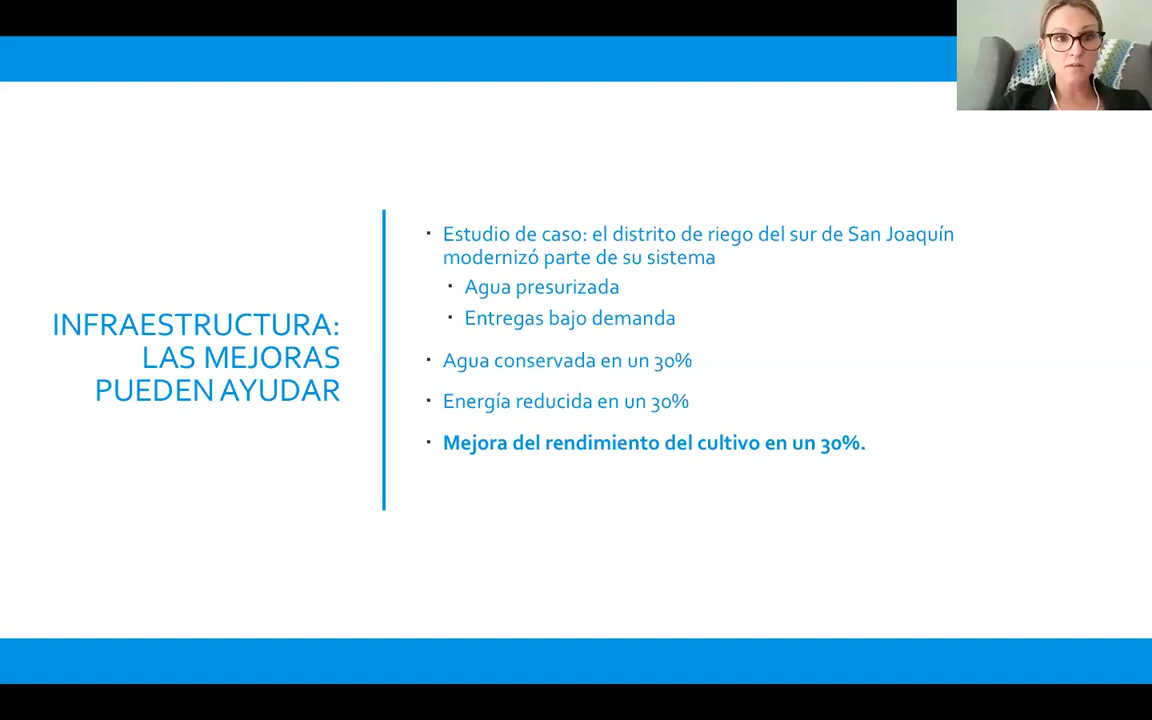 INFRAESTRUCTURA:
LAS MEJORAS
PUEDEN AYUDAR
▪ Estudio de caso: el distrito de riego del sur de San Joaquín
modernizó parte de su sistema
▪ Agua presurizada
▪ Entregas bajo demanda
▪ Agua conservada en un 30%
▪ Energía reducida en un 30%
▪ Mejora del rendimiento del cultivo en un 30%.